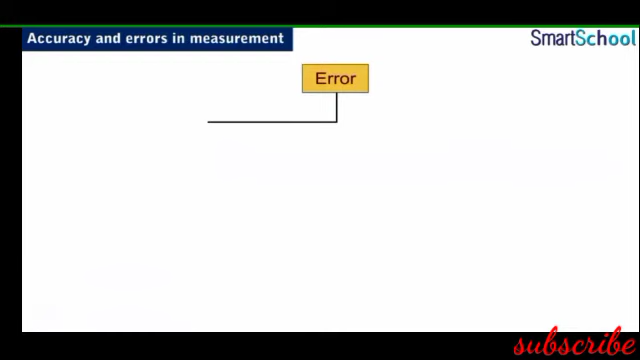 Accuracy and errors in measurement
SmartSchool
Error
subscribe